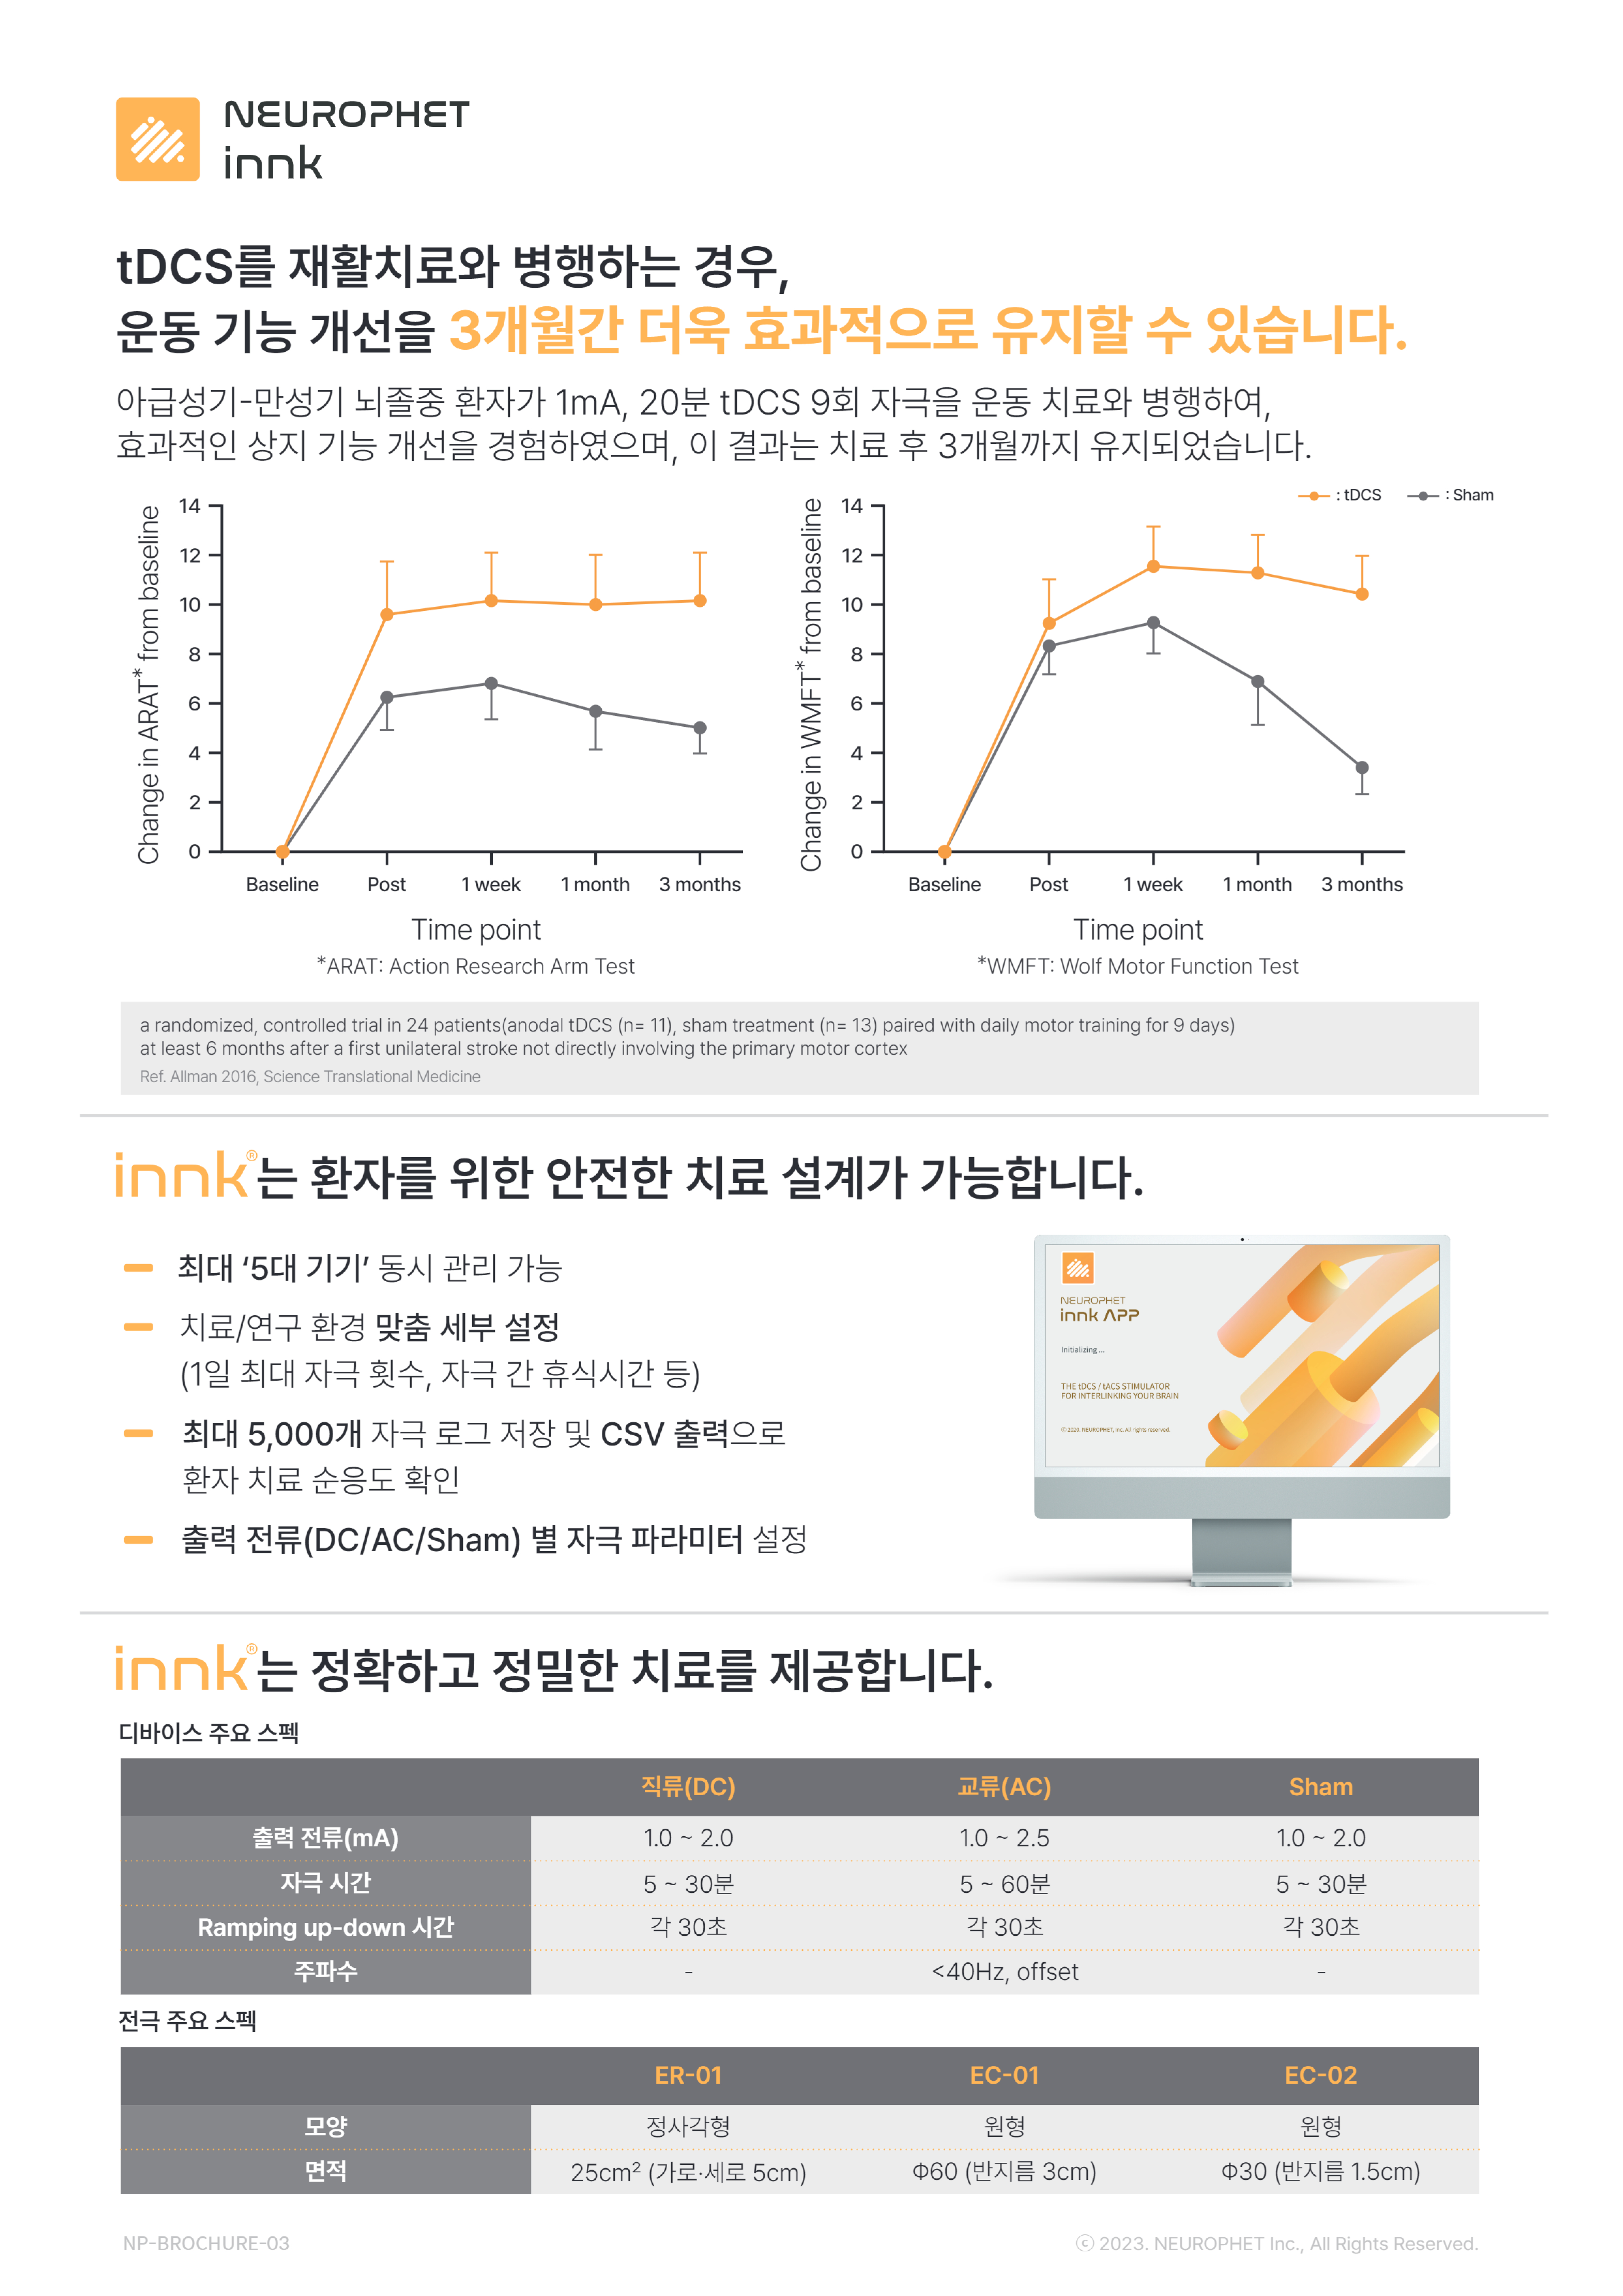 NEUROPHET
innk
tDCS를 재활치료와 병행하는 경우,
운동 기능 개선을 3개월간 더욱 효과적으로 유지할 수 있습니다.
아급성기-만성기 뇌졸중 환자가 1mA, 20분 tDCS 9회 자극을 운동 치료와 병행하여,
효과적인 상지 기능 개선을 경험하였으며, 이 결과는 치료 후 3개월까지 유지되었습니다.
Change in ARAT* from baseline
14
12
10
8
6
4
2
0
Baseline Post 1 week 1 month 3 months
Time point
*ARAT: Action Research Arm Test
: tDCS : Sham
Change in WMFT* from baseline
14
12
10
8
6
4
2
0
Baseline Post 1 week 1 month 3 months
Time point
*WMFT: Wolf Motor Function Test
a randomized, controlled trial in 24 patients(anodal tDCS (n= 11), sham treatment (n= 13) paired with daily motor training for 9 days)
at least 6 months after a first unilateral stroke not directly involving the primary motor cortex
Ref. Allman 2016, Science Translational Medicine
innk®는 환자를 위한 안전한 치료 설계가 가능합니다.
최대 ‘5대 기기’ 동시 관리 가능
치료/연구 환경 맞춤 세부 설정
(1일 최대 자극 횟수, 자극 간 휴식시간 등)
최대 5,000개 자극 로그 저장 및 CSV 출력으로
환자 치료 순응도 확인
출력 전류(DC/AC/Sham) 별 자극 파라미터 설정
NEUROPHET
innk APP
Initializing ...
THE tDCS / tACS STIMULATOR
FOR INTERLINKING YOUR BRAIN
© 2023. NEUROPHET, Inc. All rights reserved.
innk®는 정확하고 정밀한 치료를 제공합니다.
디바이스 주요 스펙
직류(DC) 교류(AC) Sham
출력 전류(mA) 1.0 ~ 2.0 1.0 ~ 2.5 1.0 ~ 2.0
자극 시간 5 ~ 30분 5 ~ 60분 5 ~ 30분
Ramping up-down 시간 각 30초 각 30초 각 30초
주파수 - <40Hz, offset -
전극 주요 스펙
ER-01 EC-01 EC-02
모양 정사각형 원형 원형
면적 25cm² (가로·세로 5cm) Φ60 (반지름 3cm) Φ30 (반지름 1.5cm)
NP-BROCHURE-03
ⓒ 2023. NEUROPHET Inc., All Rights Reserved.